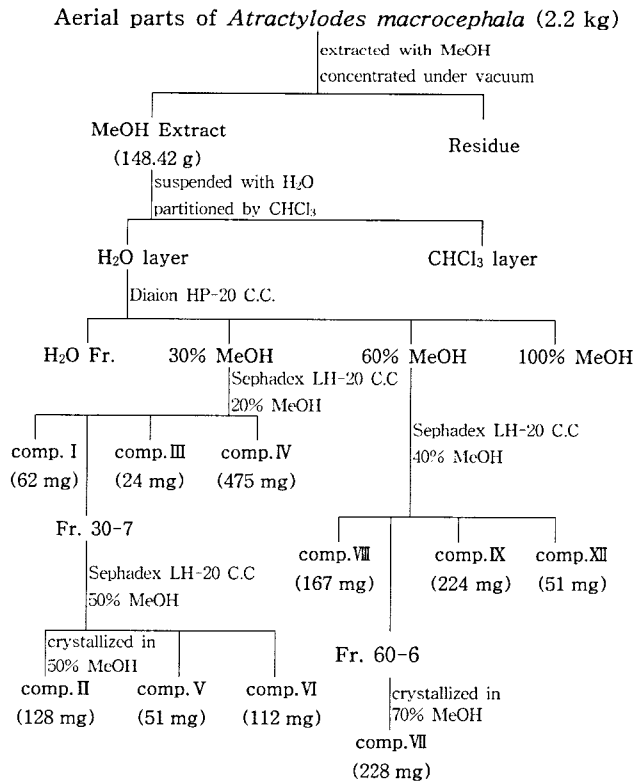 Aerial parts of Atractylodes macrocephala (2.2 kg)
extracted with MeOH
concentrated under vacuum
MeOH Extract
(148.42 g)
Residue
suspended with H₂O
partitioned by CHCl₃
H₂O layer
CHCl₃ layer
Diaion HP-20 C.C.
H₂O Fr.
30% MeOH
60% MeOH
100% MeOH
Sephadex LH-20 C.C
20% MeOH
Sephadex LH-20 C.C
40% MeOH
comp. Ⅰ
(62 mg)
comp.Ⅲ
(24 mg)
comp.Ⅳ
(475 mg)
Fr. 30-7
Sephadex LH-20 C.C
50% MeOH
comp.Ⅷ
(167 mg)
comp.Ⅸ
(224 mg)
comp.Ⅻ
(51 mg)
crystallized in
50% MeOH
comp.Ⅱ
(128 mg)
comp.Ⅴ
(51 mg)
comp.Ⅵ
(112 mg)
Fr. 60-6
crystallized in
70% MeOH
comp.Ⅶ
(228 mg)